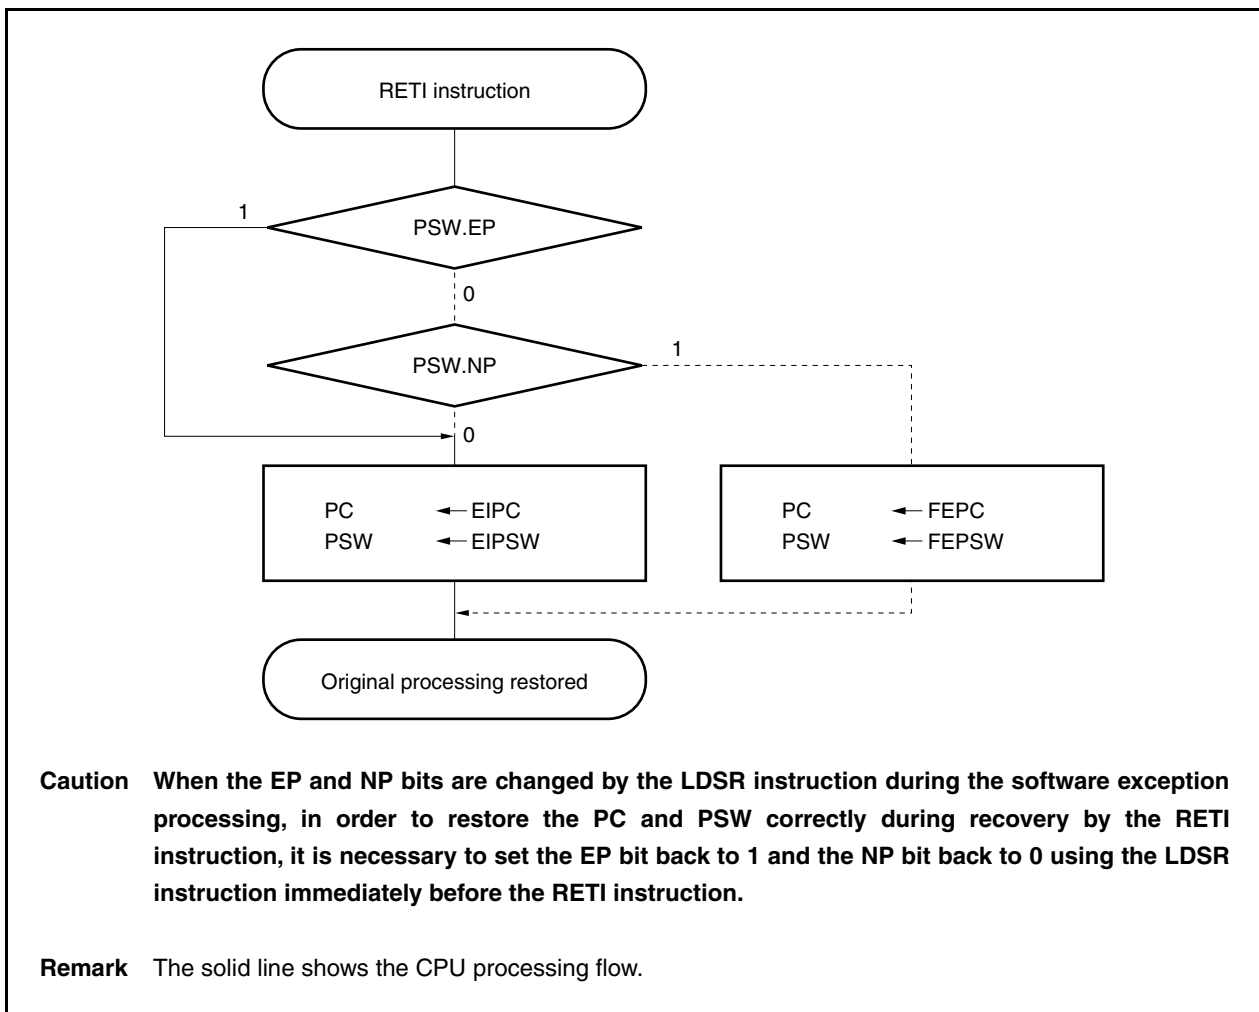 RETI instruction
1
PSW.EP
0
PSW.NP
1
0
PC ← EIPC
PSW ← EIPSW
PC ← FEPC
PSW ← FEPSW
Original processing restored
Caution When the EP and NP bits are changed by the LDSR instruction during the software exception
processing, in order to restore the PC and PSW correctly during recovery by the RETI
instruction, it is necessary to set the EP bit back to 1 and the NP bit back to 0 using the LDSR
instruction immediately before the RETI instruction.
Remark The solid line shows the CPU processing flow.